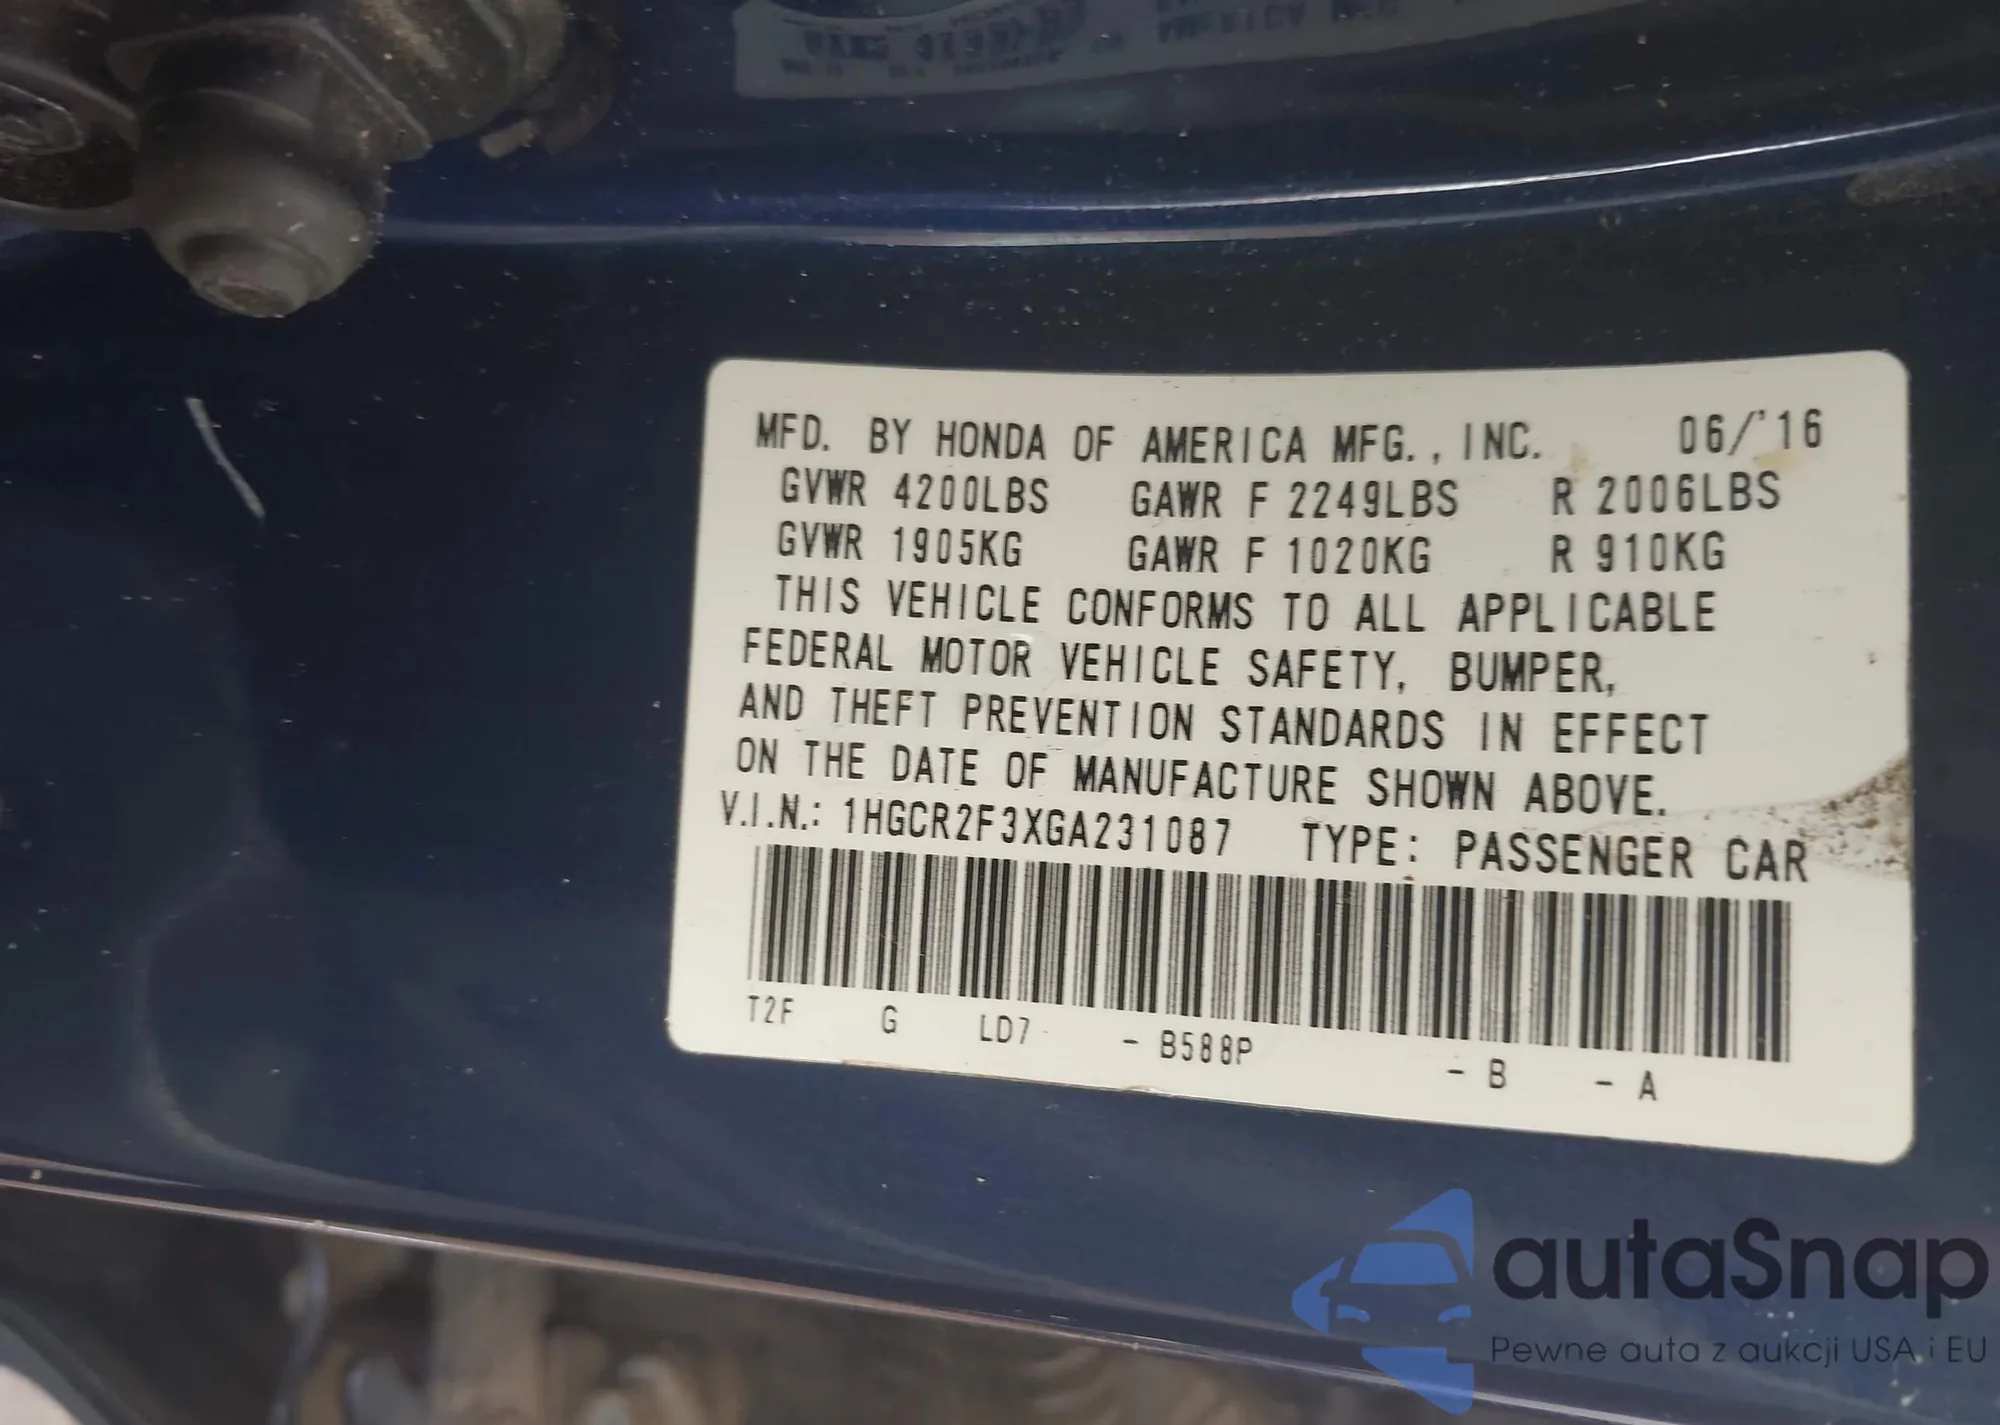 MFD. BY HONDA OF AMERICA MFG., INC. 06/'16
GVWR 4200LBS GAWR F 2249LBS R 2006LBS
GVWR 1905KG GAWR F 1020KG R 910KG
THIS VEHICLE CONFORMS TO ALL APPLICABLE
FEDERAL MOTOR VEHICLE SAFETY, BUMPER,
AND THEFT PREVENTION STANDARDS IN EFFECT
ON THE DATE OF MANUFACTURE SHOWN ABOVE.
V.I.N.: 1HGCR2F3XGA231087 TYPE: PASSENGER CAR
T2F G LD7 - B588P - B - A
autaSnap
Pewne auta z aukcji USA i EU